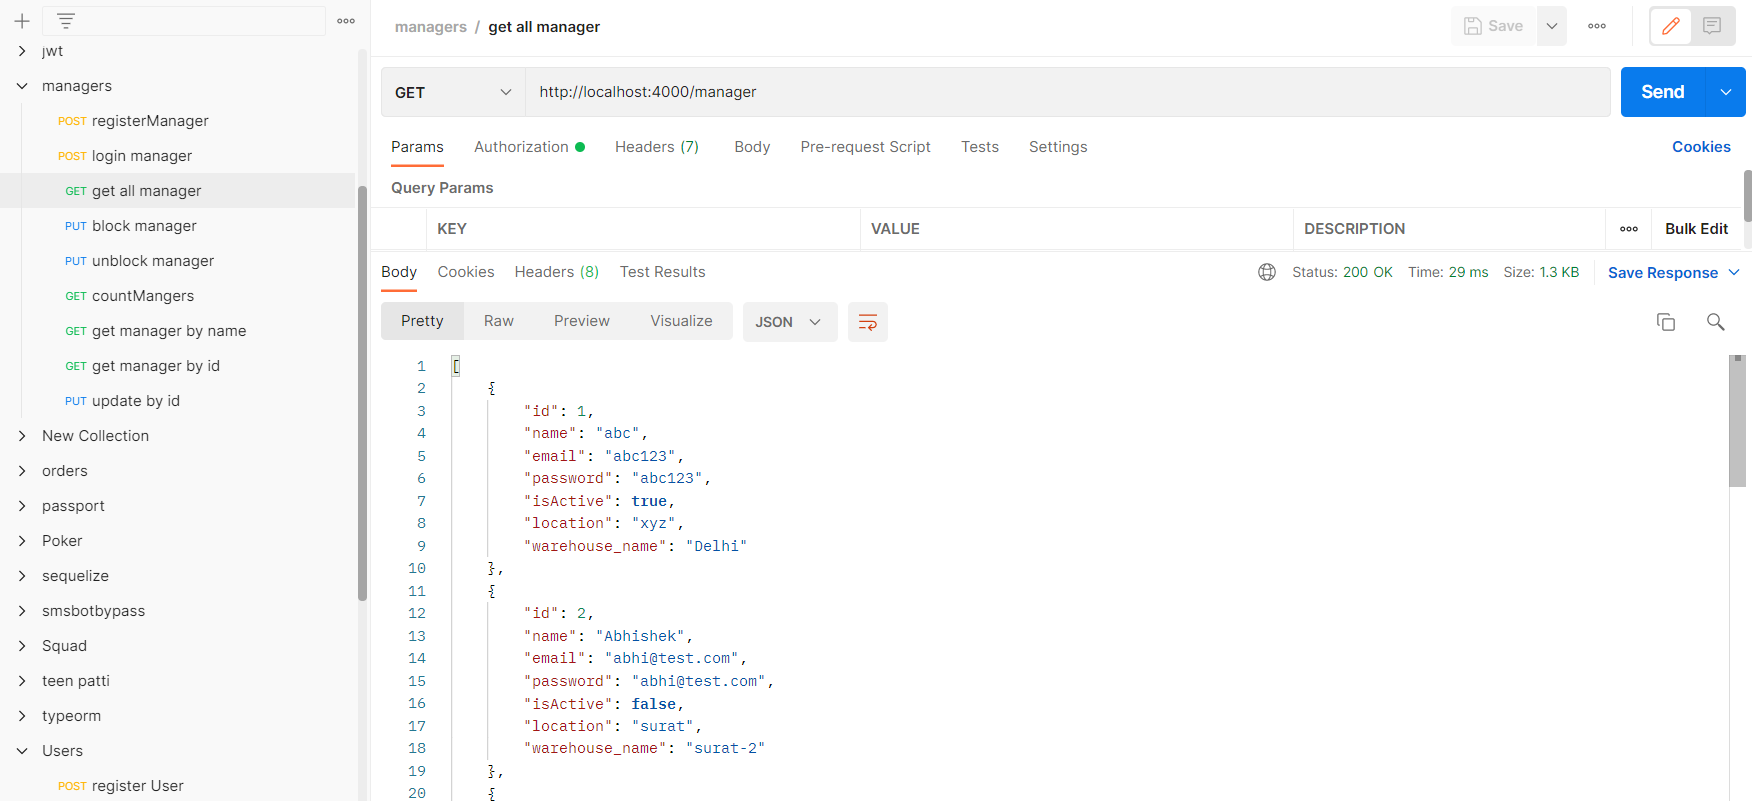 jwt
managers
POST registerManager
POST login manager
GET get all manager
PUT block manager
PUT unblock manager
GET countMangers
GET get manager by name
GET get manager by id
PUT update by id
New Collection
orders
passport
Poker
sequelize
smsbotbypass
Squad
teen patti
typeorm
Users
POST register User
managers / get all manager
Save
GET http://localhost:4000/manager Send
Params Authorization Headers (7) Body Pre-request Script Tests Settings Cookies
Query Params
KEY VALUE DESCRIPTION Bulk Edit
Body Cookies Headers (8) Test Results Status: 200 OK Time: 29 ms Size: 1.3 KB Save Response
Pretty Raw Preview Visualize JSON
1 [
2 {
3 "id": 1,
4 "name": "abc",
5 "email": "abc123",
6 "password": "abc123",
7 "isActive": true,
8 "location": "xyz",
9 "warehouse_name": "Delhi"
10 },
11 {
12 "id": 2,
13 "name": "Abhishek",
14 "email": "abhi@test.com",
15 "password": "abhi@test.com",
16 "isActive": false,
17 "location": "surat",
18 "warehouse_name": "surat-2"
19 },
20 {